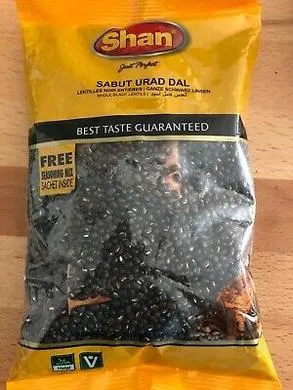 Shan
Just Perfect
SABUT URAD DAL
LENTILLES NOIR ENTIÈRES | GANZE SCHWARZ LINSEN
WHOLE BLACK LENTILS |
BEST TASTE GUARANTEED
FREE
SEASONING MIX
SACHET INSIDE
Halal
V